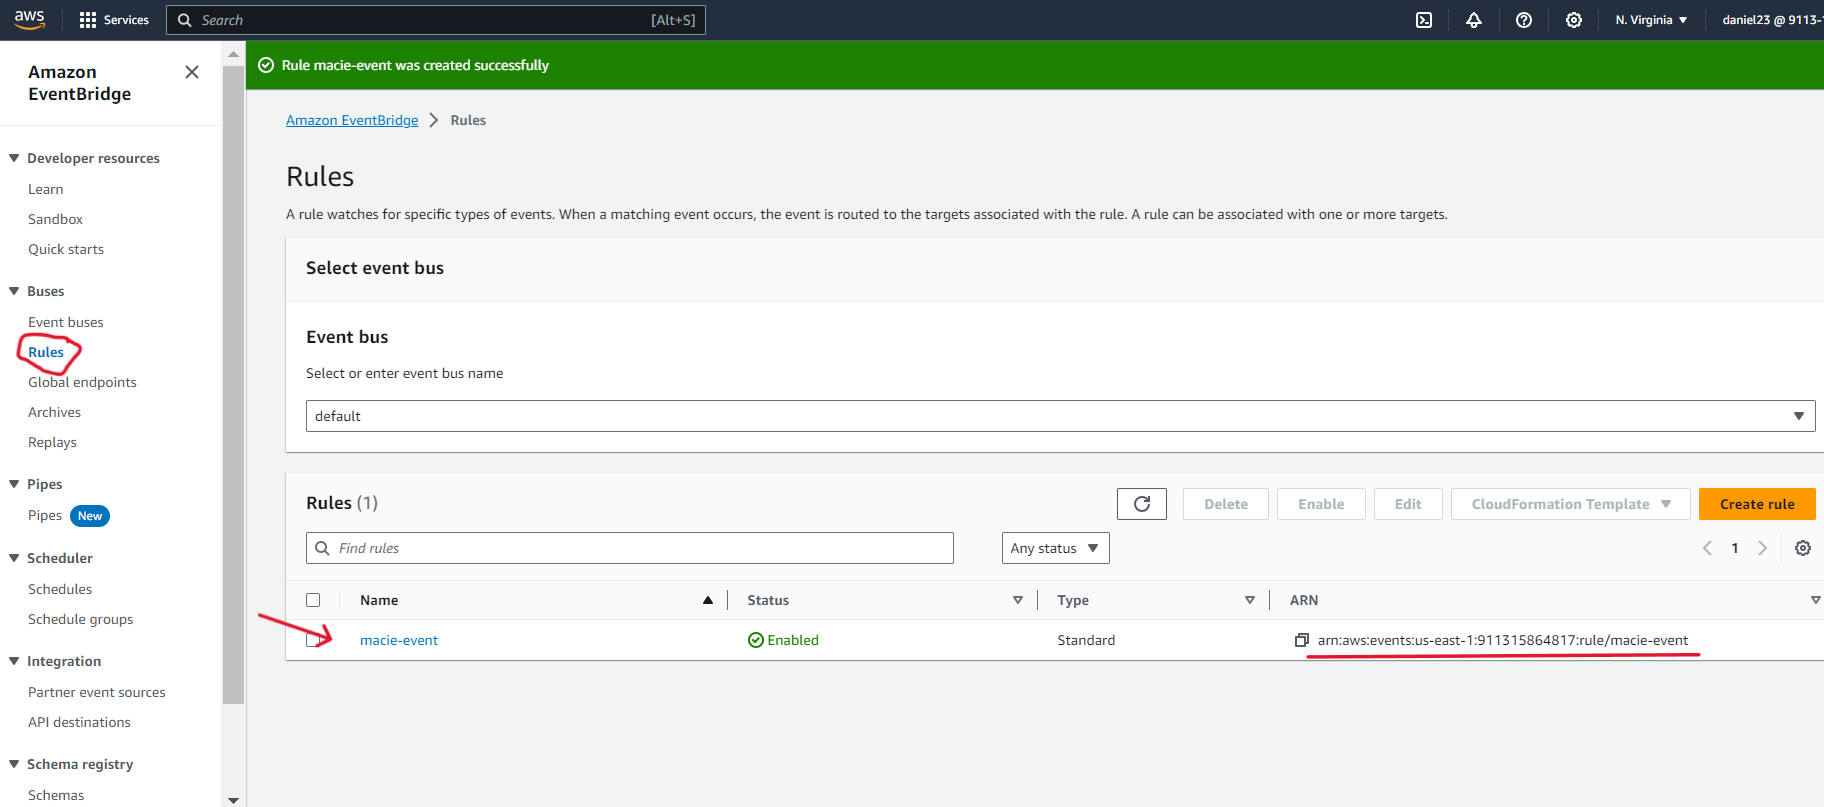 aws Services Search [Alt+S] N. Virginia daniel23 @ 9113-
Amazon EventBridge
Developer resources
Learn
Sandbox
Quick starts
Buses
Event buses
Rules
Global endpoints
Archives
Replays
Pipes
Pipes New
Scheduler
Schedules
Schedule groups
Integration
Partner event sources
API destinations
Schema registry
Schemas
Rule macie-event was created successfully
Amazon EventBridge Rules
Rules
A rule watches for specific types of events. When a matching event occurs, the event is routed to the targets associated with the rule. A rule can be associated with one or more targets.
Select event bus
Event bus
Select or enter event bus name
default
Rules (1) Delete Enable Edit CloudFormation Template Create rule
Find rules Any status 1
Name Status Type ARN
macie-event Enabled Standard arn:aws:events:us-east-1:911315864817:rule/macie-event